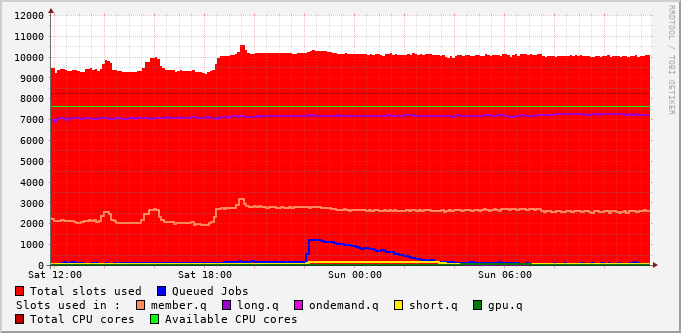 12000
11000
10000
9000
8000
7000
6000
5000
4000
3000
2000
1000
0
Sat 12:00 Sat 18:00 Sun 00:00 Sun 06:00
Total slots used Queued Jobs
Slots used in : member.q long.q ondemand.q short.q gpu.q
Total CPU cores Available CPU cores
RRDTOOL / TOBI OETIKER